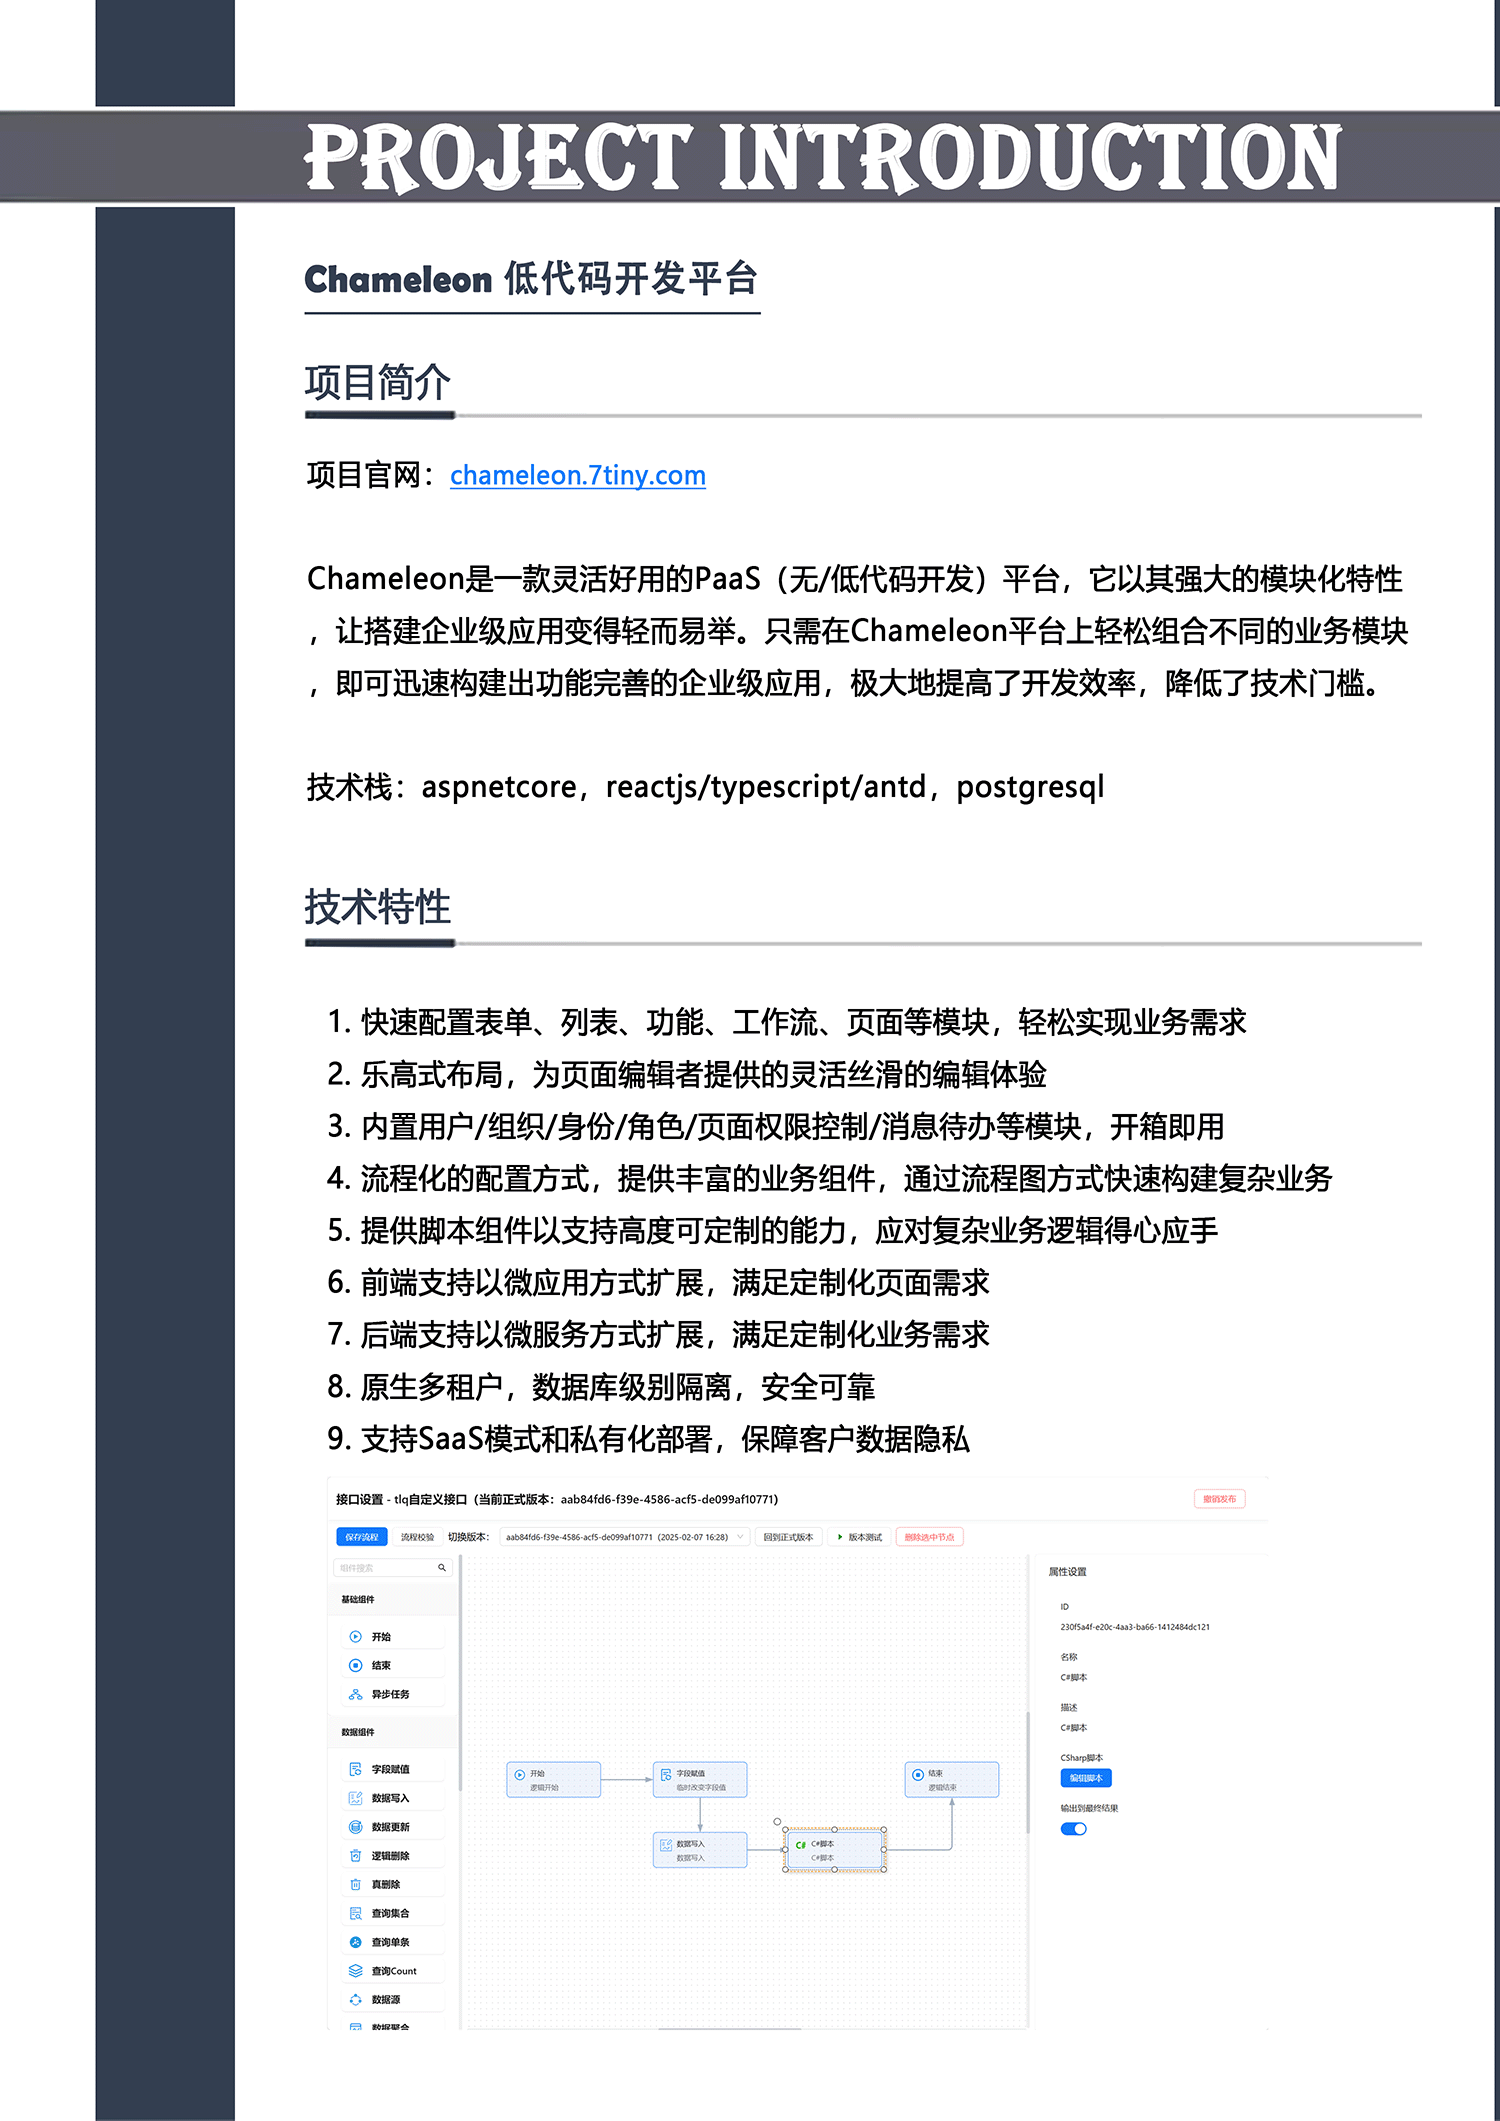 PROJECT INTRODUCTION
Chameleon 低代码开发平台
项目简介
项目官网：chameleon.7tiny.com
Chameleon是一款灵活好用的PaaS（无/低代码开发）平台，它以其强大的模块化特性
，让搭建企业级应用变得轻而易举。只需在Chameleon平台上轻松组合不同的业务模块
，即可迅速构建出功能完善的企业级应用，极大地提高了开发效率，降低了技术门槛。
技术栈：aspnetcore，reactjs/typescript/antd，postgresql
技术特性
1. 快速配置表单、列表、功能、工作流、页面等模块，轻松实现业务需求
2. 乐高式布局，为页面编辑者提供的灵活丝滑的编辑体验
3. 内置用户/组织/身份/角色/页面权限控制/消息待办等模块，开箱即用
4. 流程化的配置方式，提供丰富的业务组件，通过流程图方式快速构建复杂业务
5. 提供脚本组件以支持高度可定制的能力，应对复杂业务逻辑得心应手
6. 前端支持以微应用方式扩展，满足定制化页面需求
7. 后端支持以微服务方式扩展，满足定制化业务需求
8. 原生多租户，数据库级别隔离，安全可靠
9. 支持SaaS模式和私有化部署，保障客户数据隐私
接口设置 - tlq自定义接口（当前正式版本：aab84fd6-f39e-4586-acf5-de099af10771)
撤销发布
保存流程 流程校验 切换版本： aab84fd6-f39e-4586-acf5-de099af10771（2025-02-07 16:28) 回到正式版本 版本测试 删除选中节点
组件搜索
基础组件
开始
结束
异步任务
数据组件
字段赋值
数据写入
数据更新
逻辑删除
真删除
查询集合
查询单条
查询Count
数据源
数据聚合
开始
逻辑开始
字段赋值
临时改变字段值
数据写入
数据写入
C# C#脚本
C#脚本
结束
逻辑结束
属性设置
ID
230f5a4f-e20c-4aa3-ba66-1412484dc121
名称
C#脚本
描述
C#脚本
CSharp脚本
编辑脚本
输出到最终结果